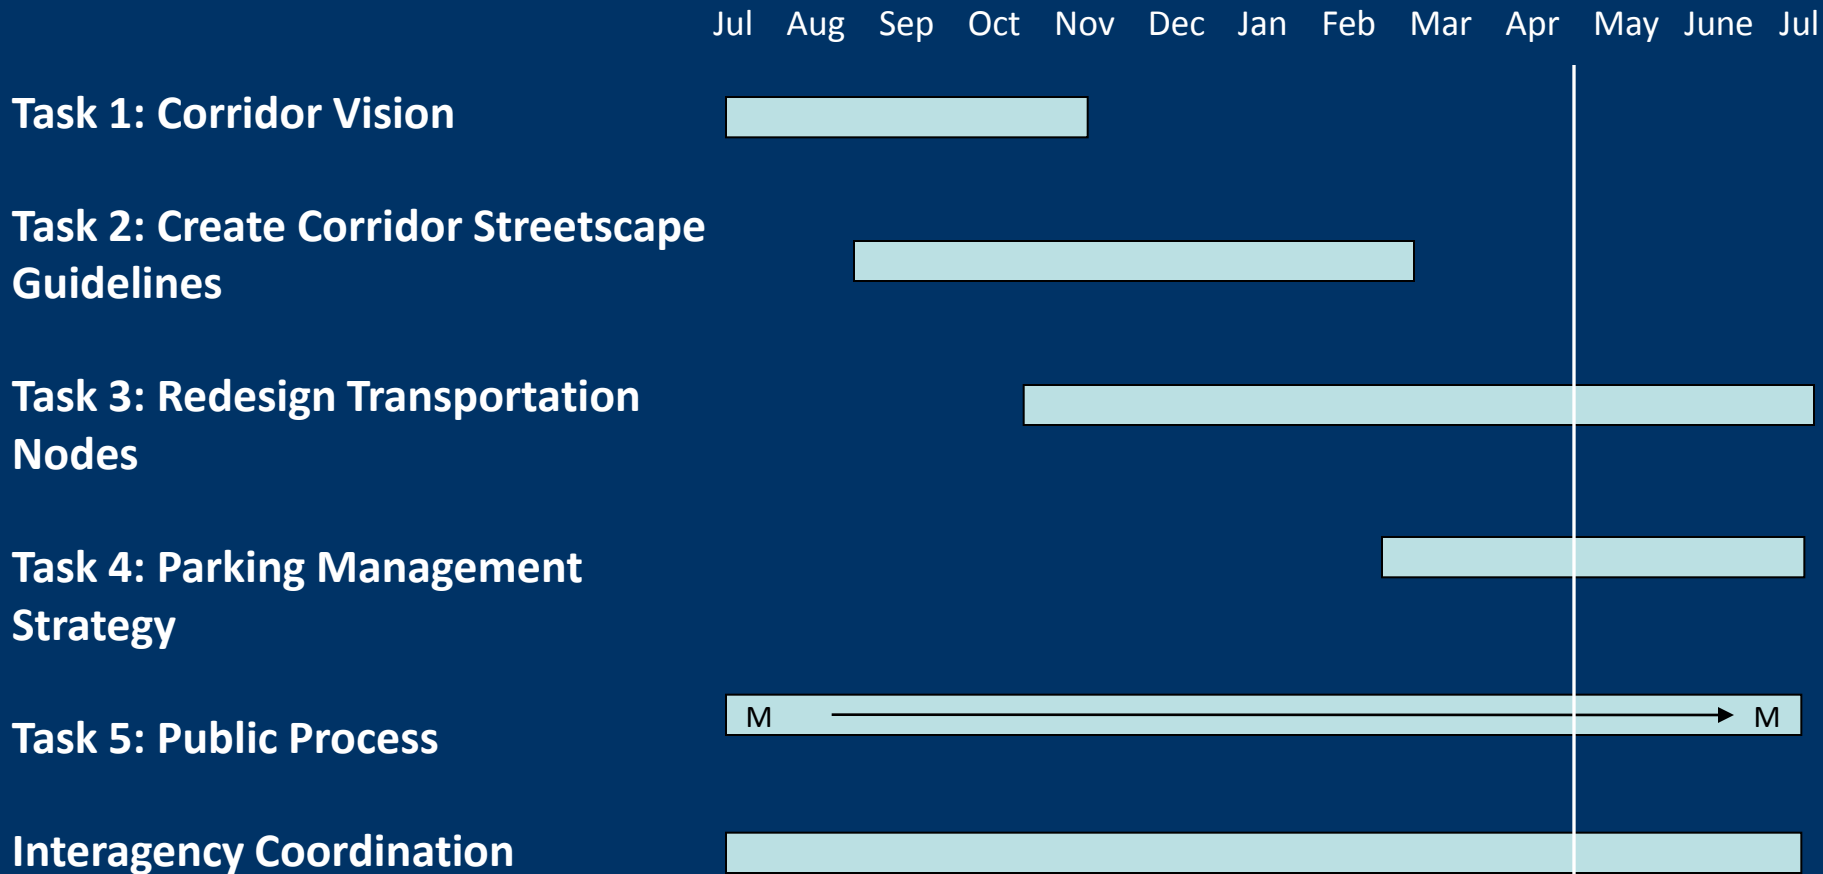 Jul Aug Sep Oct Nov Dec Jan Feb Mar Apr May June Jul
Task 1: Corridor Vision
Task 2: Create Corridor Streetscape
Guidelines
Task 3: Redesign Transportation
Nodes
Task 4: Parking Management
Strategy
Task 5: Public Process
M M
Interagency Coordination